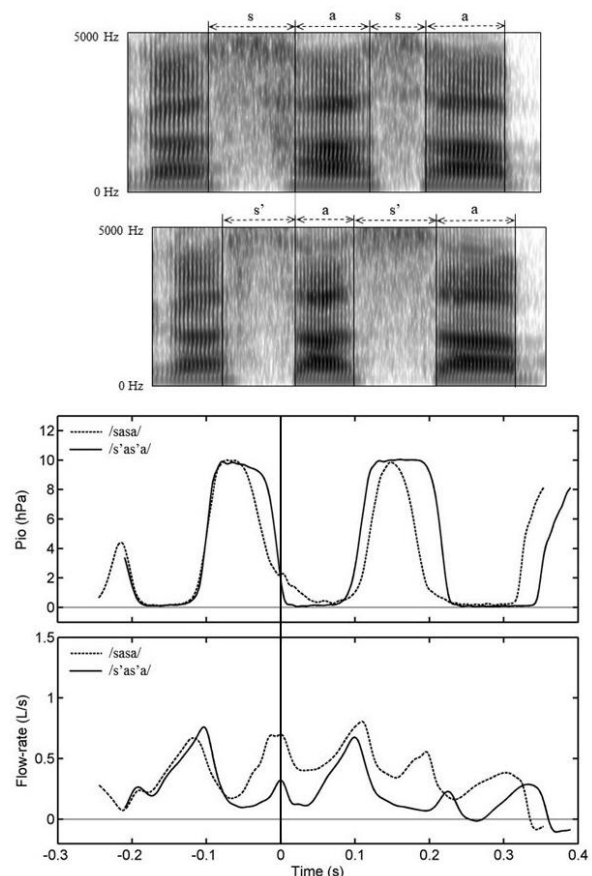 s a s a
5000 Hz
0 Hz
s’ a s’ a
5000 Hz
0 Hz
12
10
8
6
4
2
0
Pio (hPa)
/sasa/
/s’as’a/
1.5
1
0.5
0
Flow-rate (L/s)
/sasa/
/s’as’a/
-0.3 -0.2 -0.1 0 0.1 0.2 0.3 0.4
Time (s)